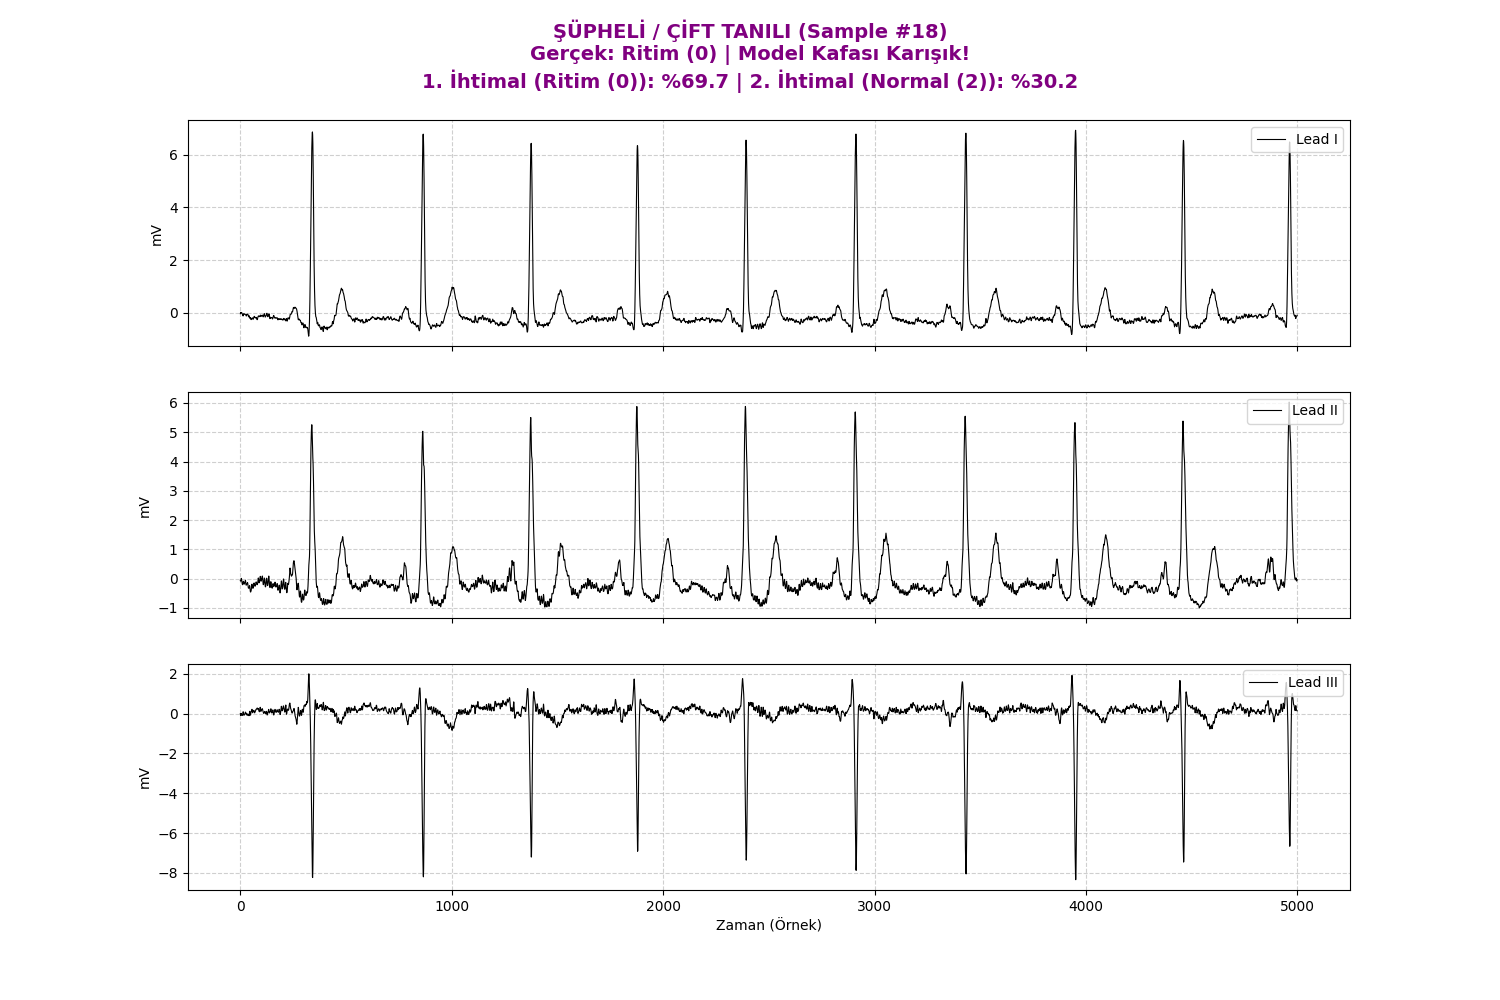 ŞÜPHELİ / ÇİFT TANILI (Sample #18)
Gerçek: Ritim (0) | Model Kafası Karışık!
1. İhtimal (Ritim (0)): %69.7 | 2. İhtimal (Normal (2)): %30.2
Lead I
6
4
2
0
mV
Lead II
6
5
4
3
2
1
0
−1
mV
Lead III
2
0
−2
−4
−6
−8
mV
0 1000 2000 3000 4000 5000
Zaman (Örnek)